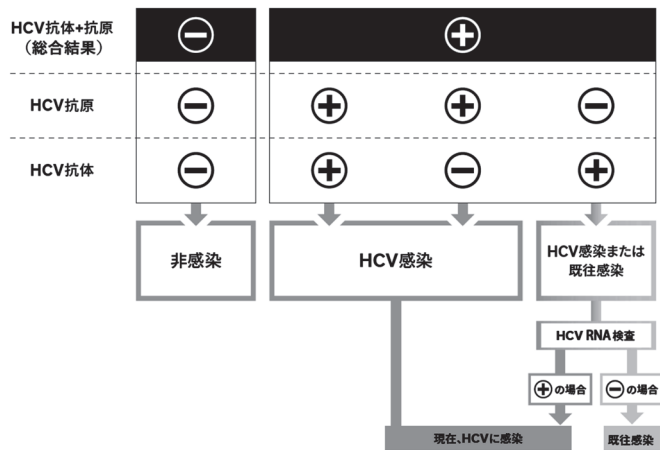 HCV抗体+抗原
（総合結果）
⊖
⊕
HCV抗原
⊖
⊕
⊕
⊖
HCV抗体
⊖
⊕
⊖
⊕
非感染
HCV感染
HCV感染または
既往感染
HCV RNA検査
⊕の場合
⊖の場合
現在、HCVに感染
既往感染